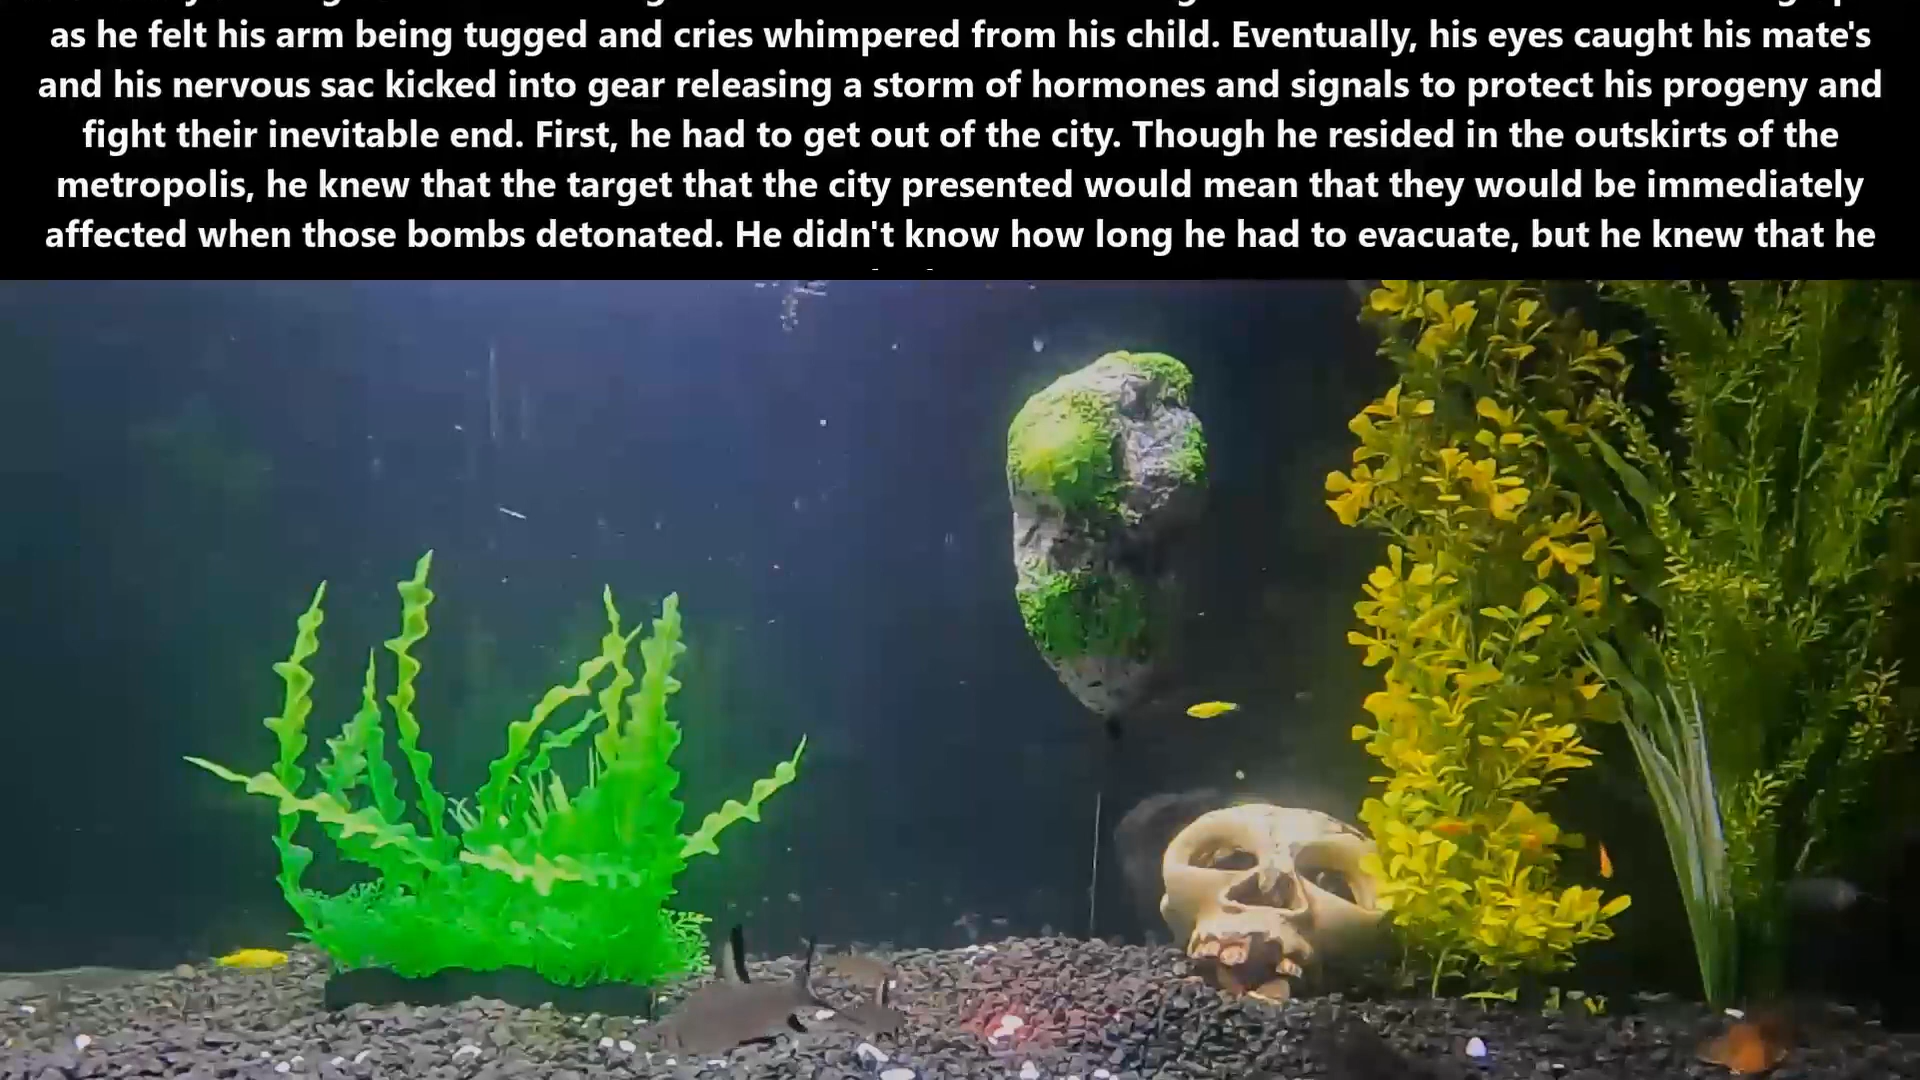 as he felt his arm being tugged and cries whimpered from his child. Eventually, his eyes caught his mate's
and his nervous sac kicked into gear releasing a storm of hormones and signals to protect his progeny and
fight their inevitable end. First, he had to get out of the city. Though he resided in the outskirts of the
metropolis, he knew that the target that the city presented would mean that they would be immediately
affected when those bombs detonated. He didn't know how long he had to evacuate, but he knew that he